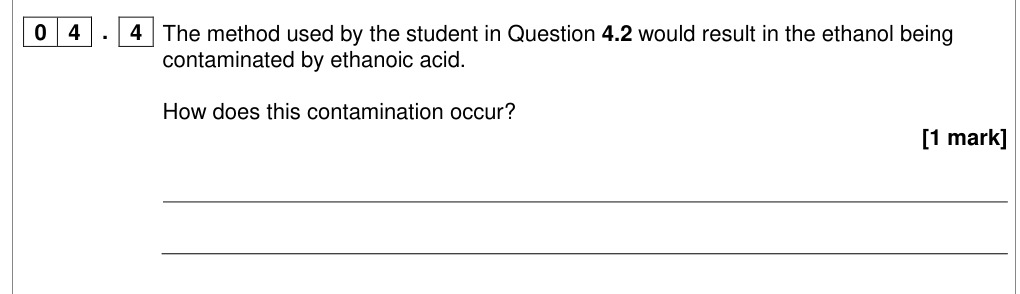 0 4 . 4 The method used by the student in Question 4.2 would result in the ethanol being
contaminated by ethanoic acid.
How does this contamination occur?
[1 mark]